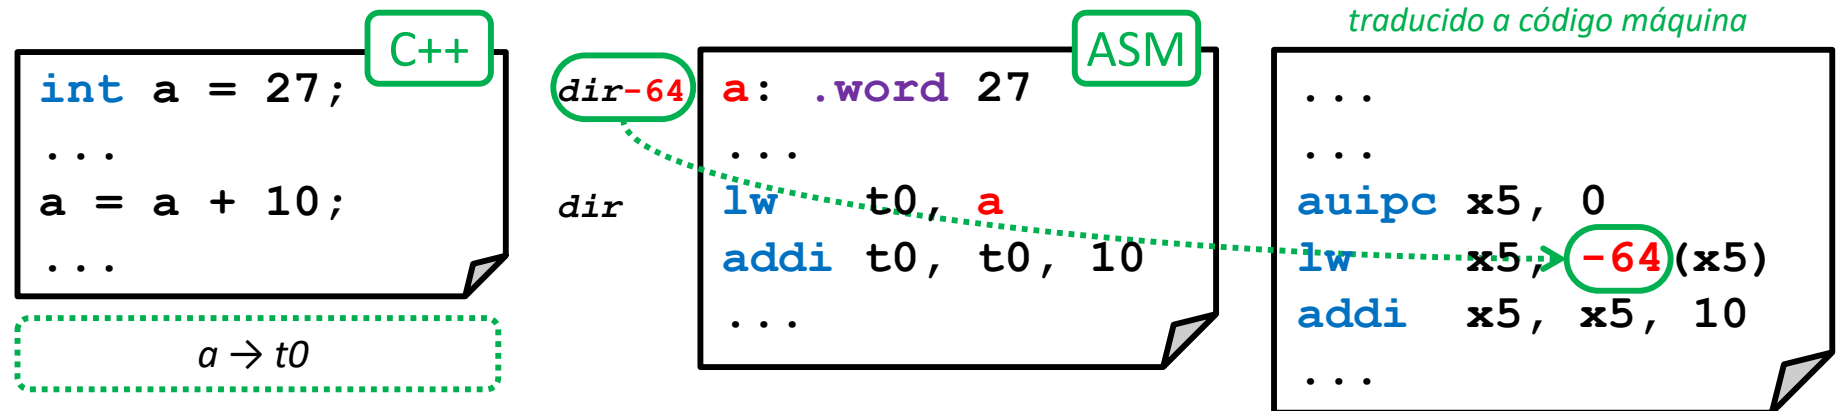 C++
int a = 27;
...
a = a + 10;
...
a → t0
ASM
dir-64 a: .word 27
...
dir lw t0, a
addi t0, t0, 10
...
traducido a código máquina
...
...
auipc x5, 0
lw x5, -64(x5)
addi x5, x5, 10
...